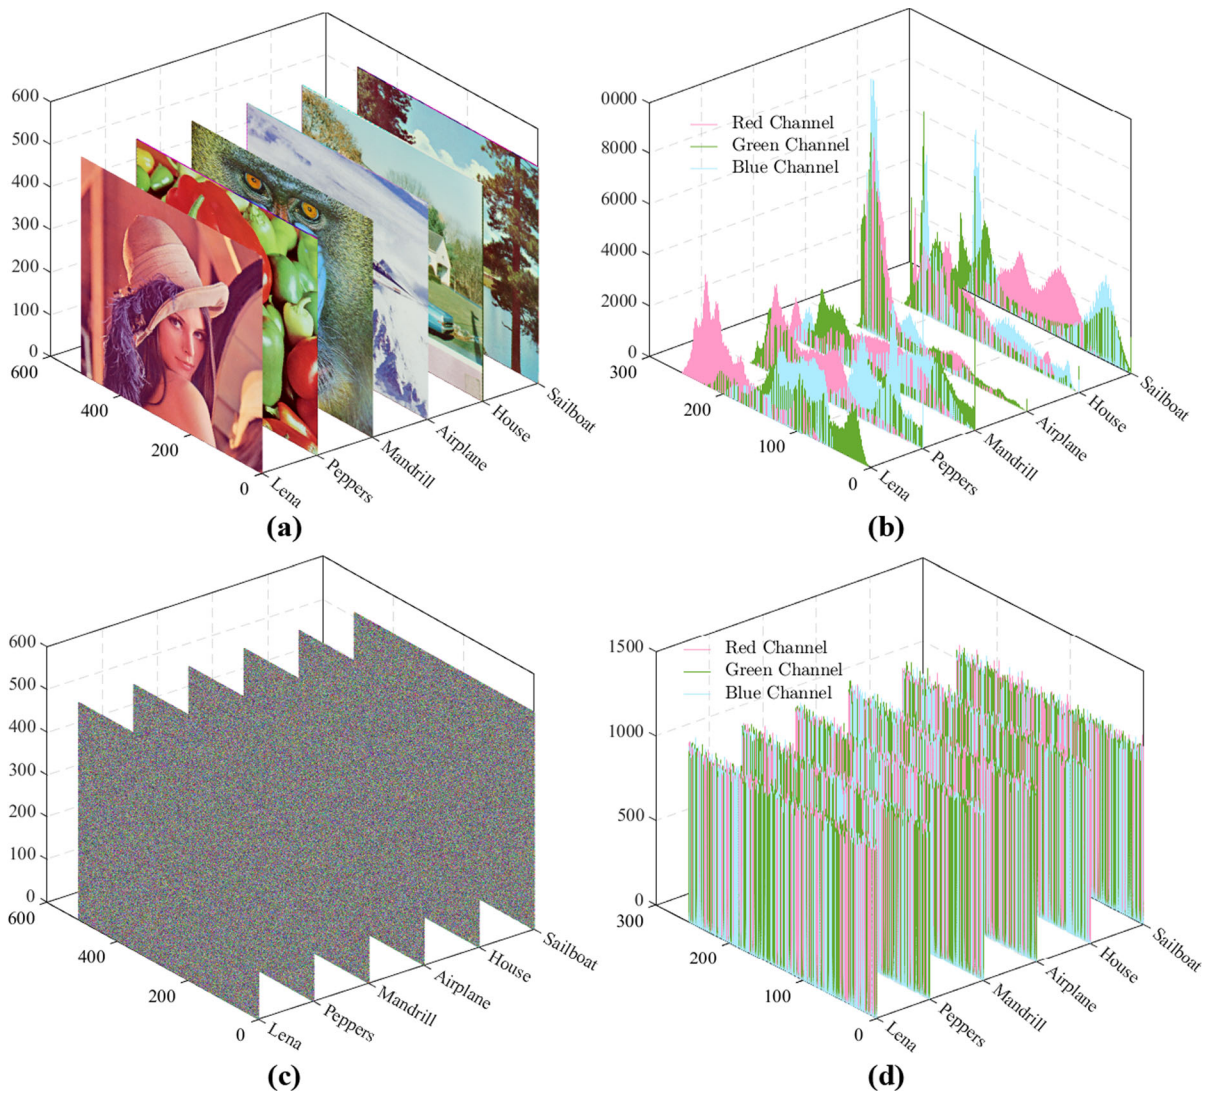 600
500
400
300
200
100
0
600
400
200
0
Lena
Peppers
Mandrill
Airplane
House
Sailboat
(a)
0000
8000
6000
4000
2000
0
300
200
100
0
Red Channel
Green Channel
Blue Channel
Lena
Peppers
Mandrill
Airplane
House
Sailboat
(b)
600
500
400
300
200
100
0
600
400
200
0
Lena
Peppers
Mandrill
Airplane
House
Sailboat
(c)
1500
1000
500
0
300
200
100
0
Red Channel
Green Channel
Blue Channel
Lena
Peppers
Mandrill
Airplane
House
Sailboat
(d)